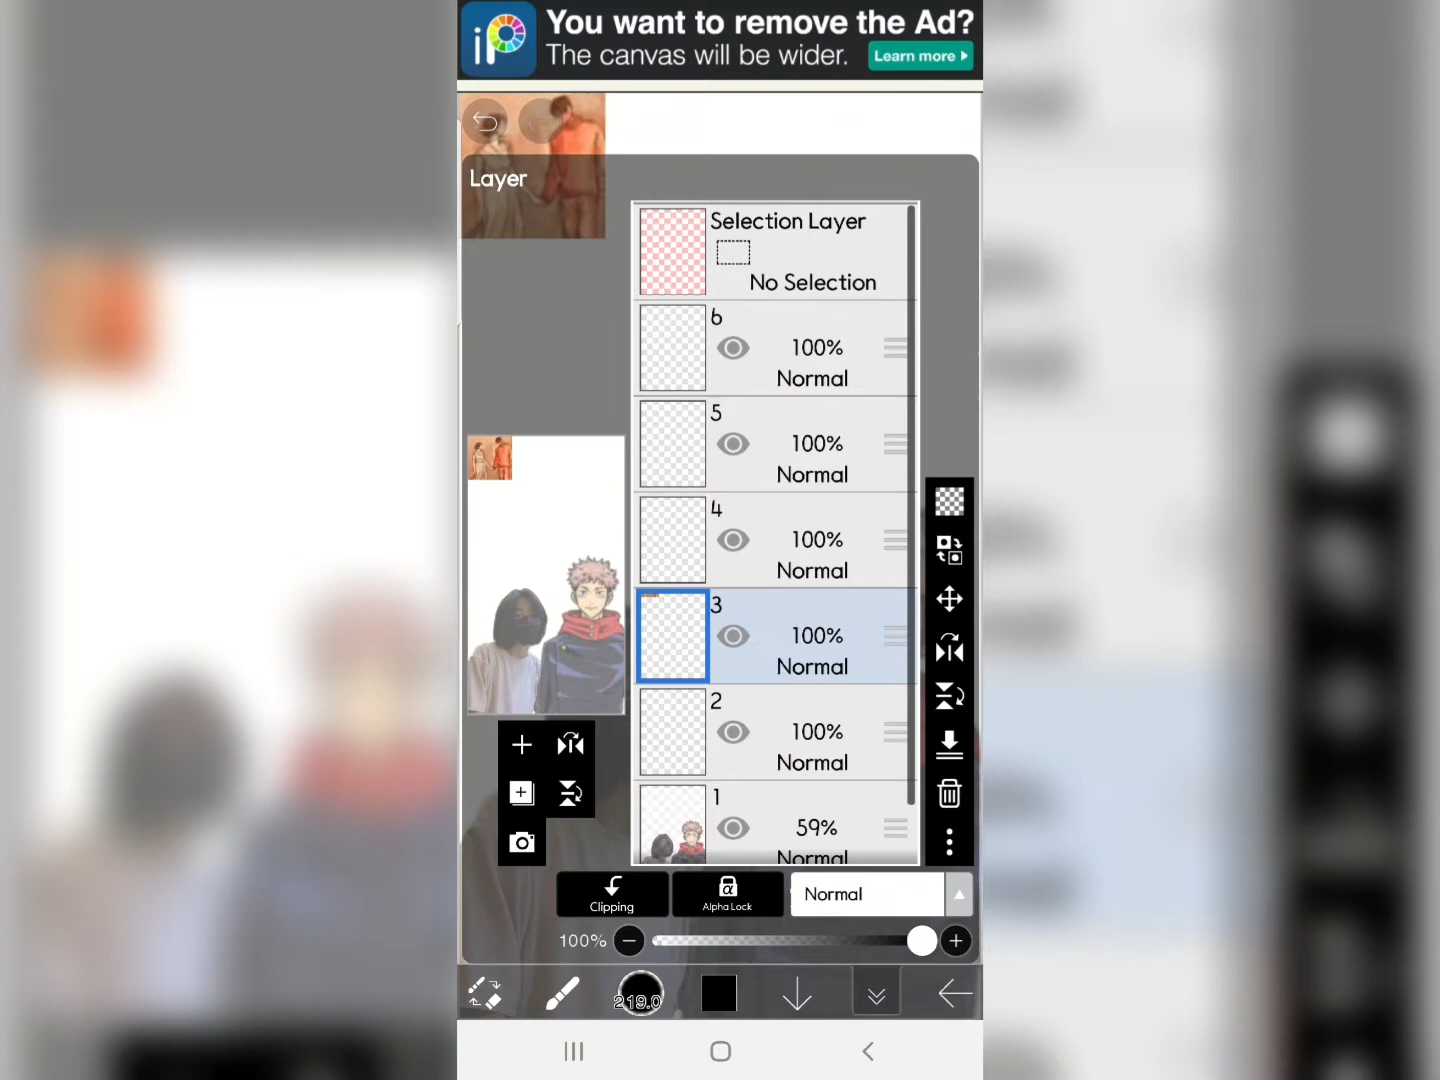 iP
You want to remove the Ad?
The canvas will be wider.
Learn more
Layer
Selection Layer
No Selection
6
100%
Normal
5
100%
Normal
4
100%
Normal
3
100%
Normal
2
100%
Normal
1
59%
Normal
Clipping
α
Alpha Lock
Normal
100%
219.0